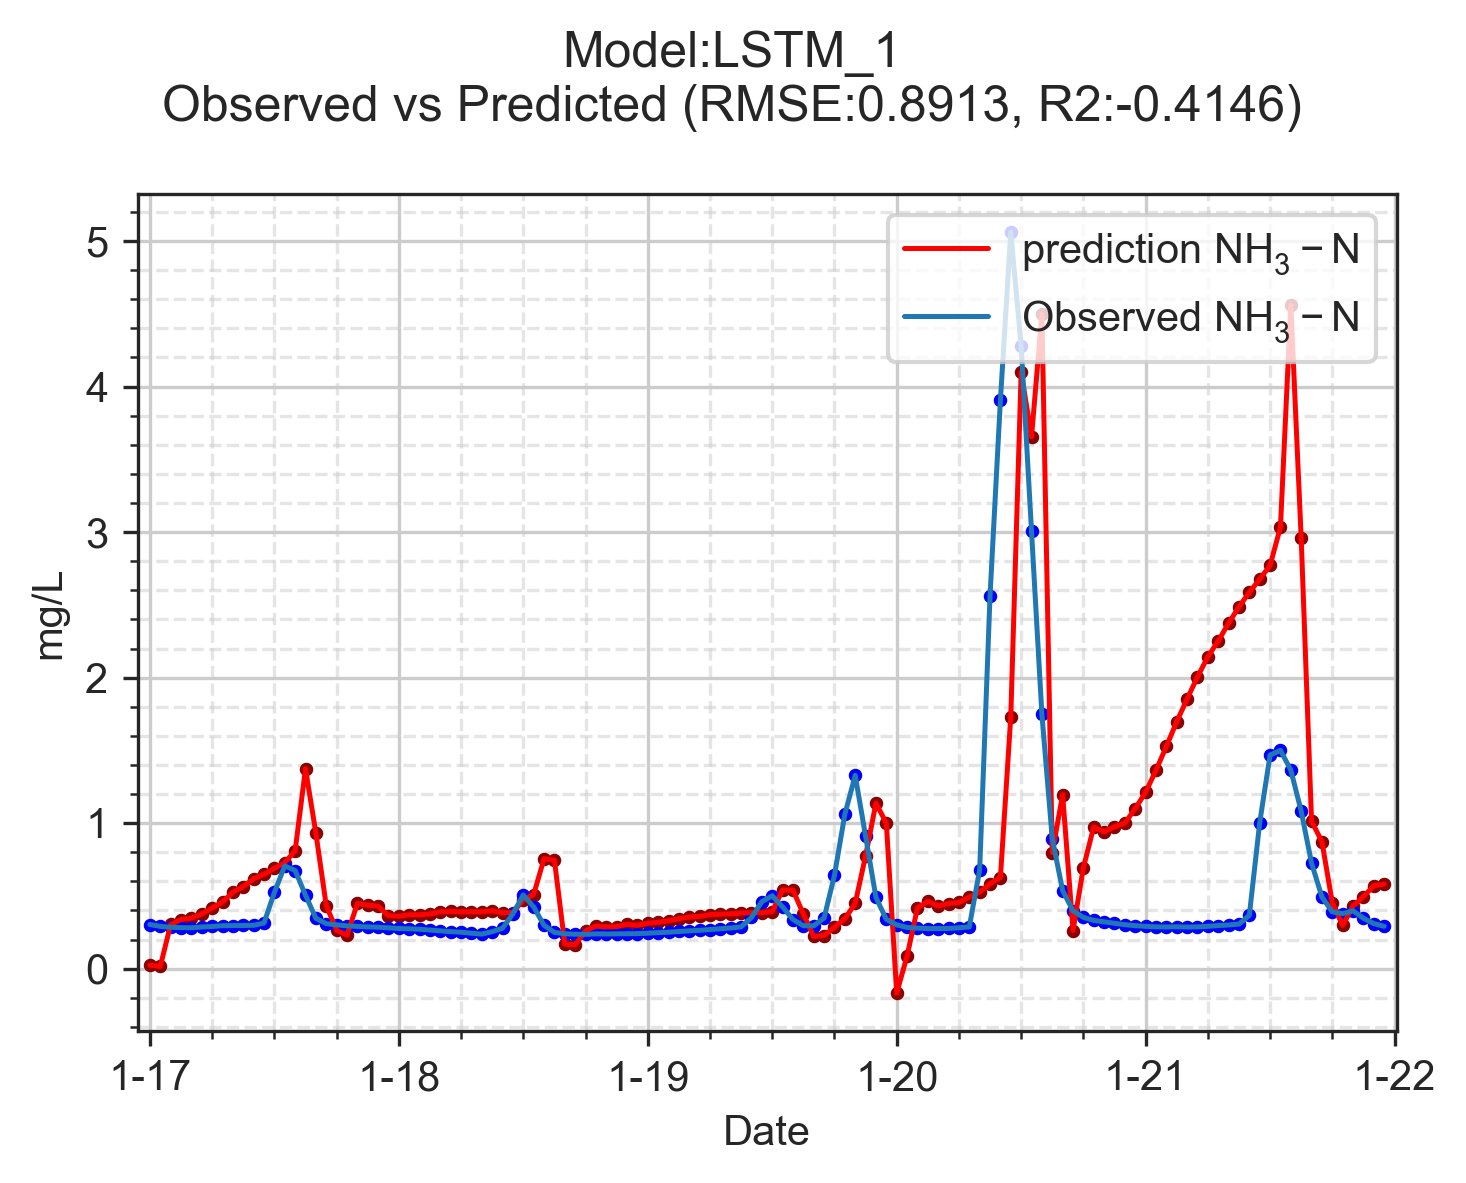 Model:LSTM_1
Observed vs Predicted (RMSE:0.8913, R2:-0.4146)
prediction NH₃ − N
Observed NH₃ − N
5
4
3
2
1
0
mg/L
1-17 1-18 1-19 1-20 1-21 1-22
Date